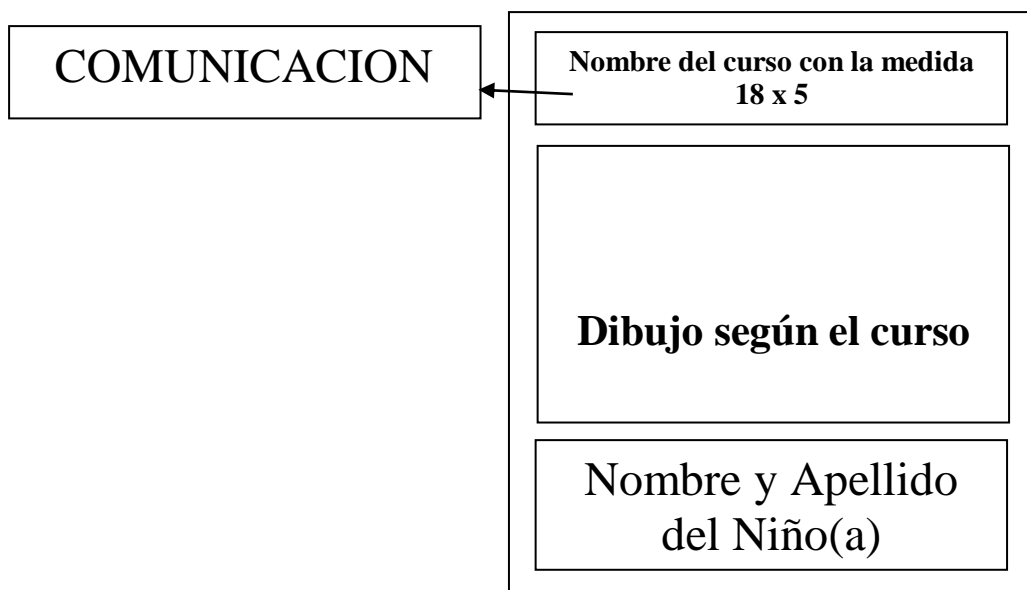 COMUNICACION
Nombre del curso con la medida
18 x 5
Dibujo según el curso
Nombre y Apellido
del Niño(a)